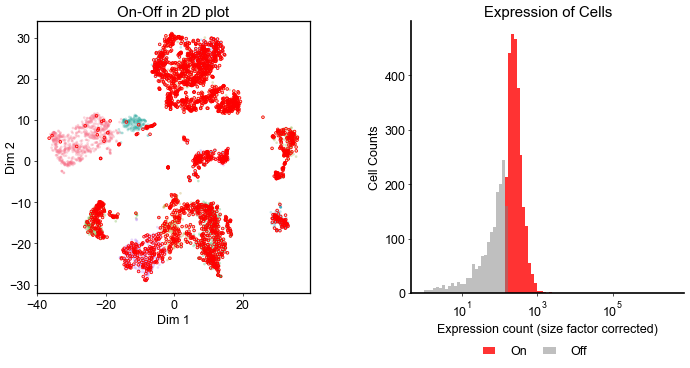 On-Off in 2D plot
30
20
10
0
−10
−20
−30
−40
−20
0
20
Dim 2
Dim 1
Expression of Cells
400
300
200
100
0
10^1
10^3
10^5
Cell Counts
Expression count (size factor corrected)
On
Off